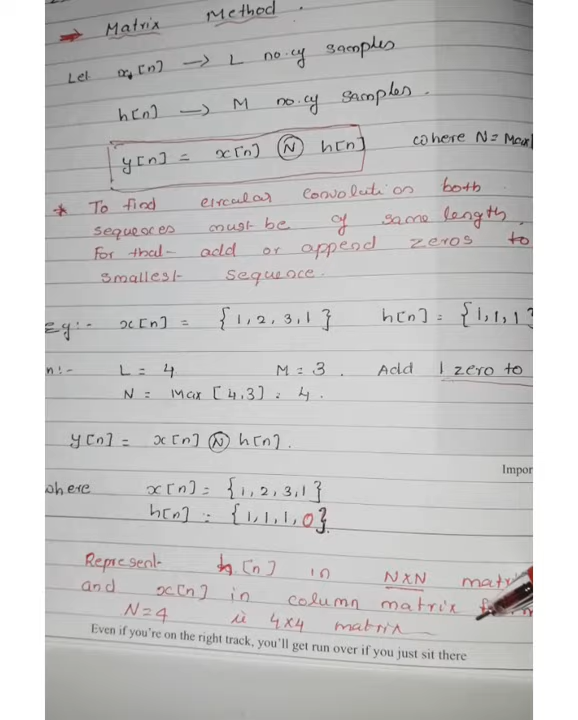 ⇒ Matrix Method.
Let x[n] → L no.of samples
h[n] → M no.of samples.
y[n] = x[n] Ⓝ h[n] where N = Max
* To find circular convolution both
sequences must be of same length.
For that add or append zeros to
smallest sequence.
Eg:- x[n] = {1, 2, 3, 1} h[n] = {1, 1, 1}
n:- L = 4 M = 3. Add 1 zero to
N = Max [4,3] = 4.
y[n] = x[n] Ⓝ h[n].
Impor
where x[n] = {1, 2, 3, 1}
h[n] = {1, 1, 1, 0}.
Represent h[n] in NXN matri
and x[n] in column matrix
N=4 ie 4x4 matrix
Even if you're on the right track, you'll get run over if you just sit there